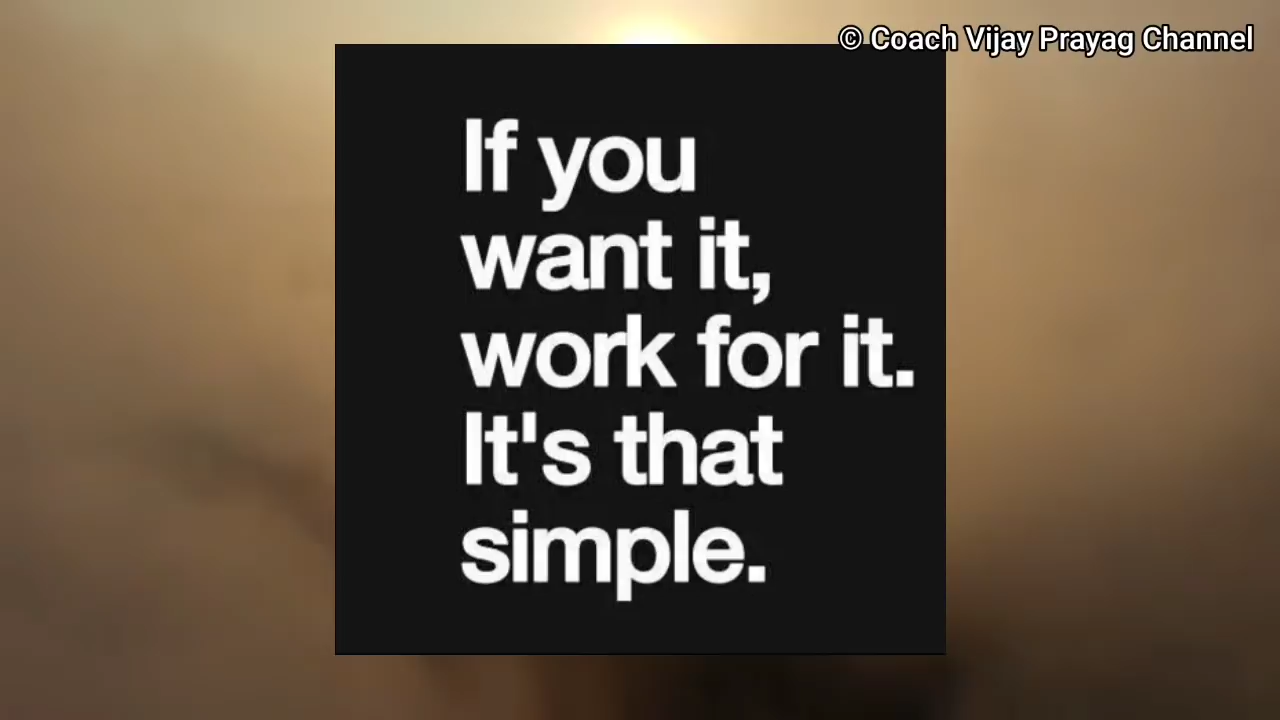 © Coach Vijay Prayag Channel
If you
want it,
work for it.
It's that
simple.